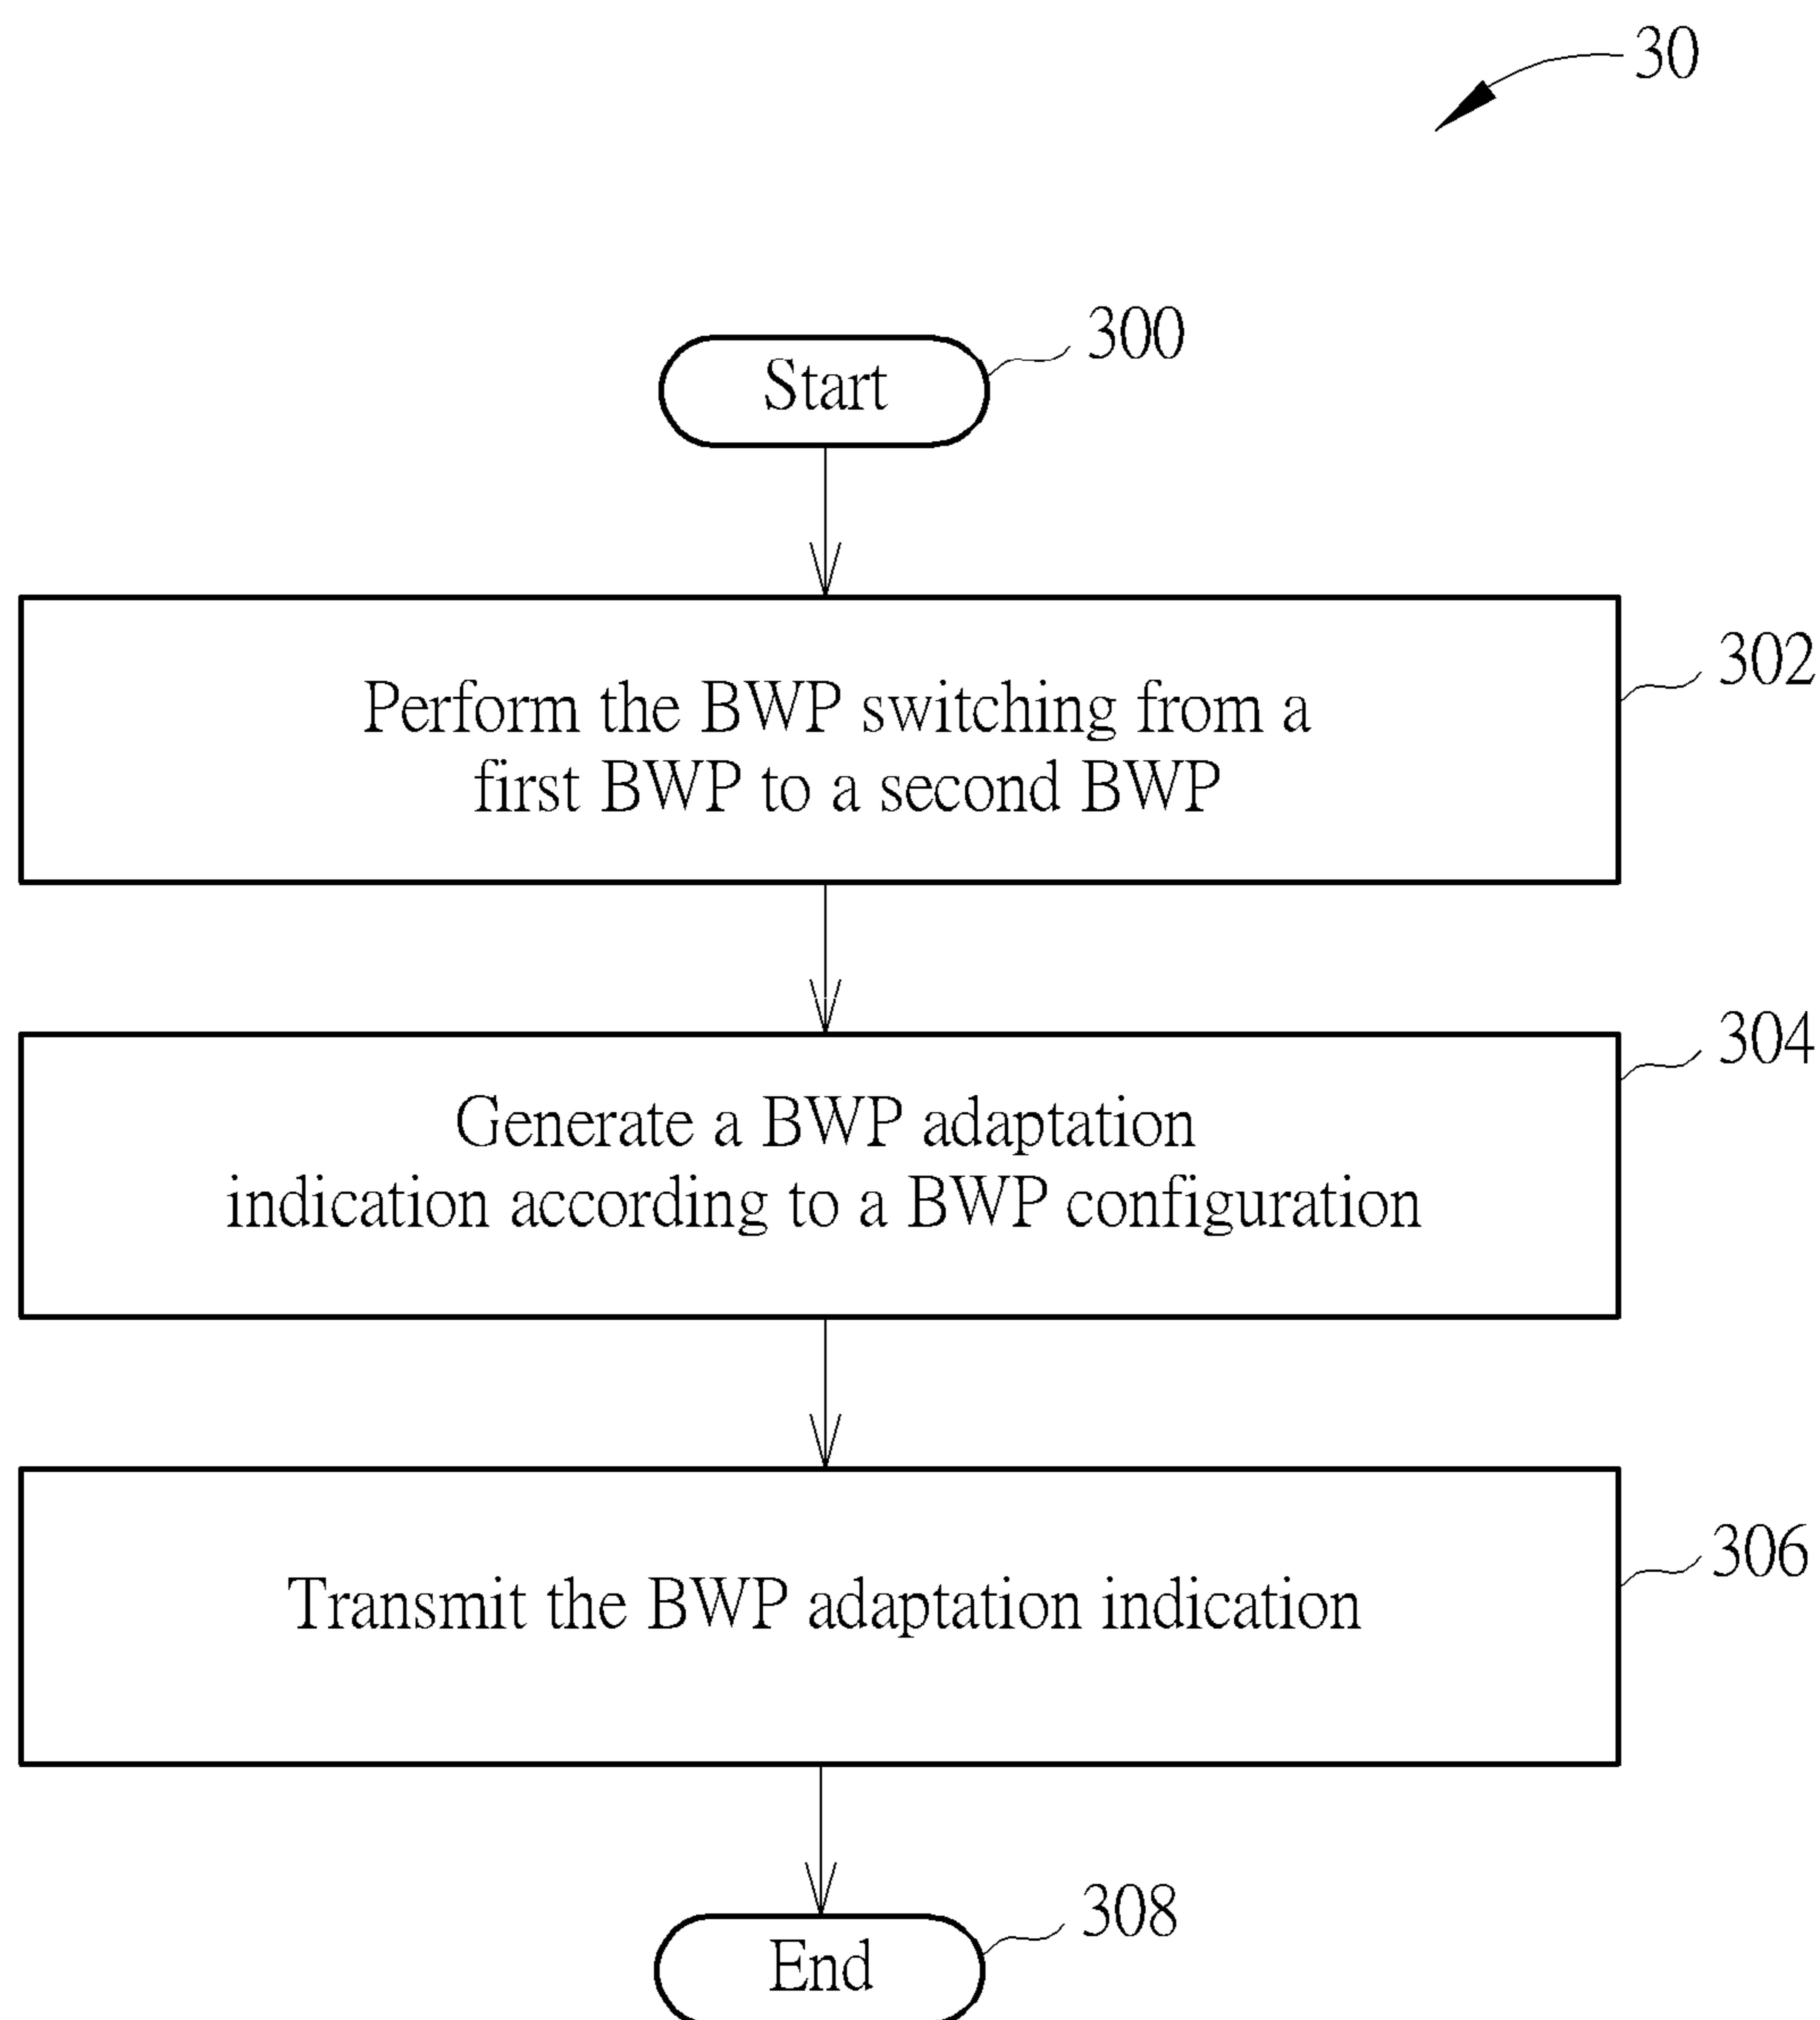 30
300
Start
302
Perform the BWP switching from a
first BWP to a second BWP
304
Generate a BWP adaptation
indication according to a BWP configuration
306
Transmit the BWP adaptation indication
308
End